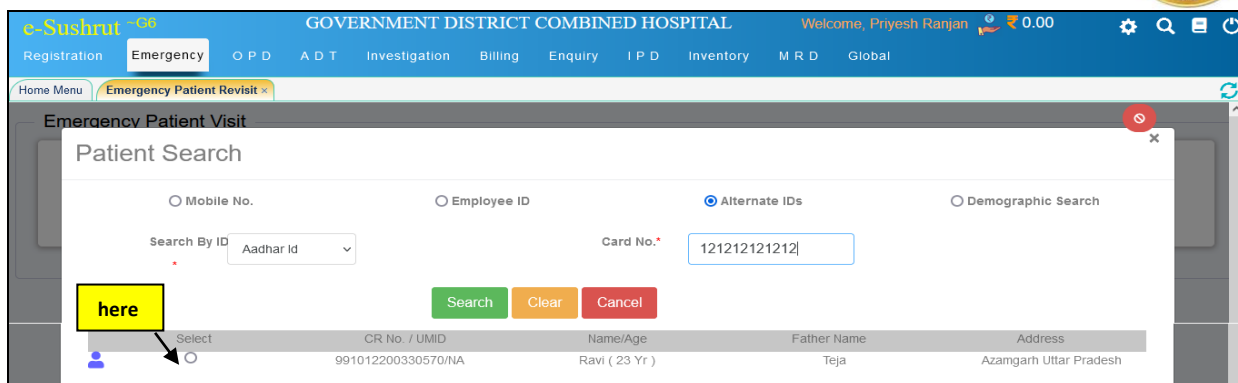 e-Sushrut ~G6 GOVERNMENT DISTRICT COMBINED HOSPITAL Welcome, Priyesh Ranjan ₹ 0.00
Registration Emergency O P D A D T Investigation Billing Enquiry I P D Inventory M R D Global
Home Menu Emergency Patient Revisit ×
Emergency Patient Visit
Patient Search ×
Mobile No. Employee ID Alternate IDs Demographic Search
Search By ID * Aadhar Id Card No.* 121212121212
Search Clear Cancel
here
Select CR No. / UMID Name/Age Father Name Address
991012200330570/NA Ravi ( 23 Yr ) Teja Azamgarh Uttar Pradesh